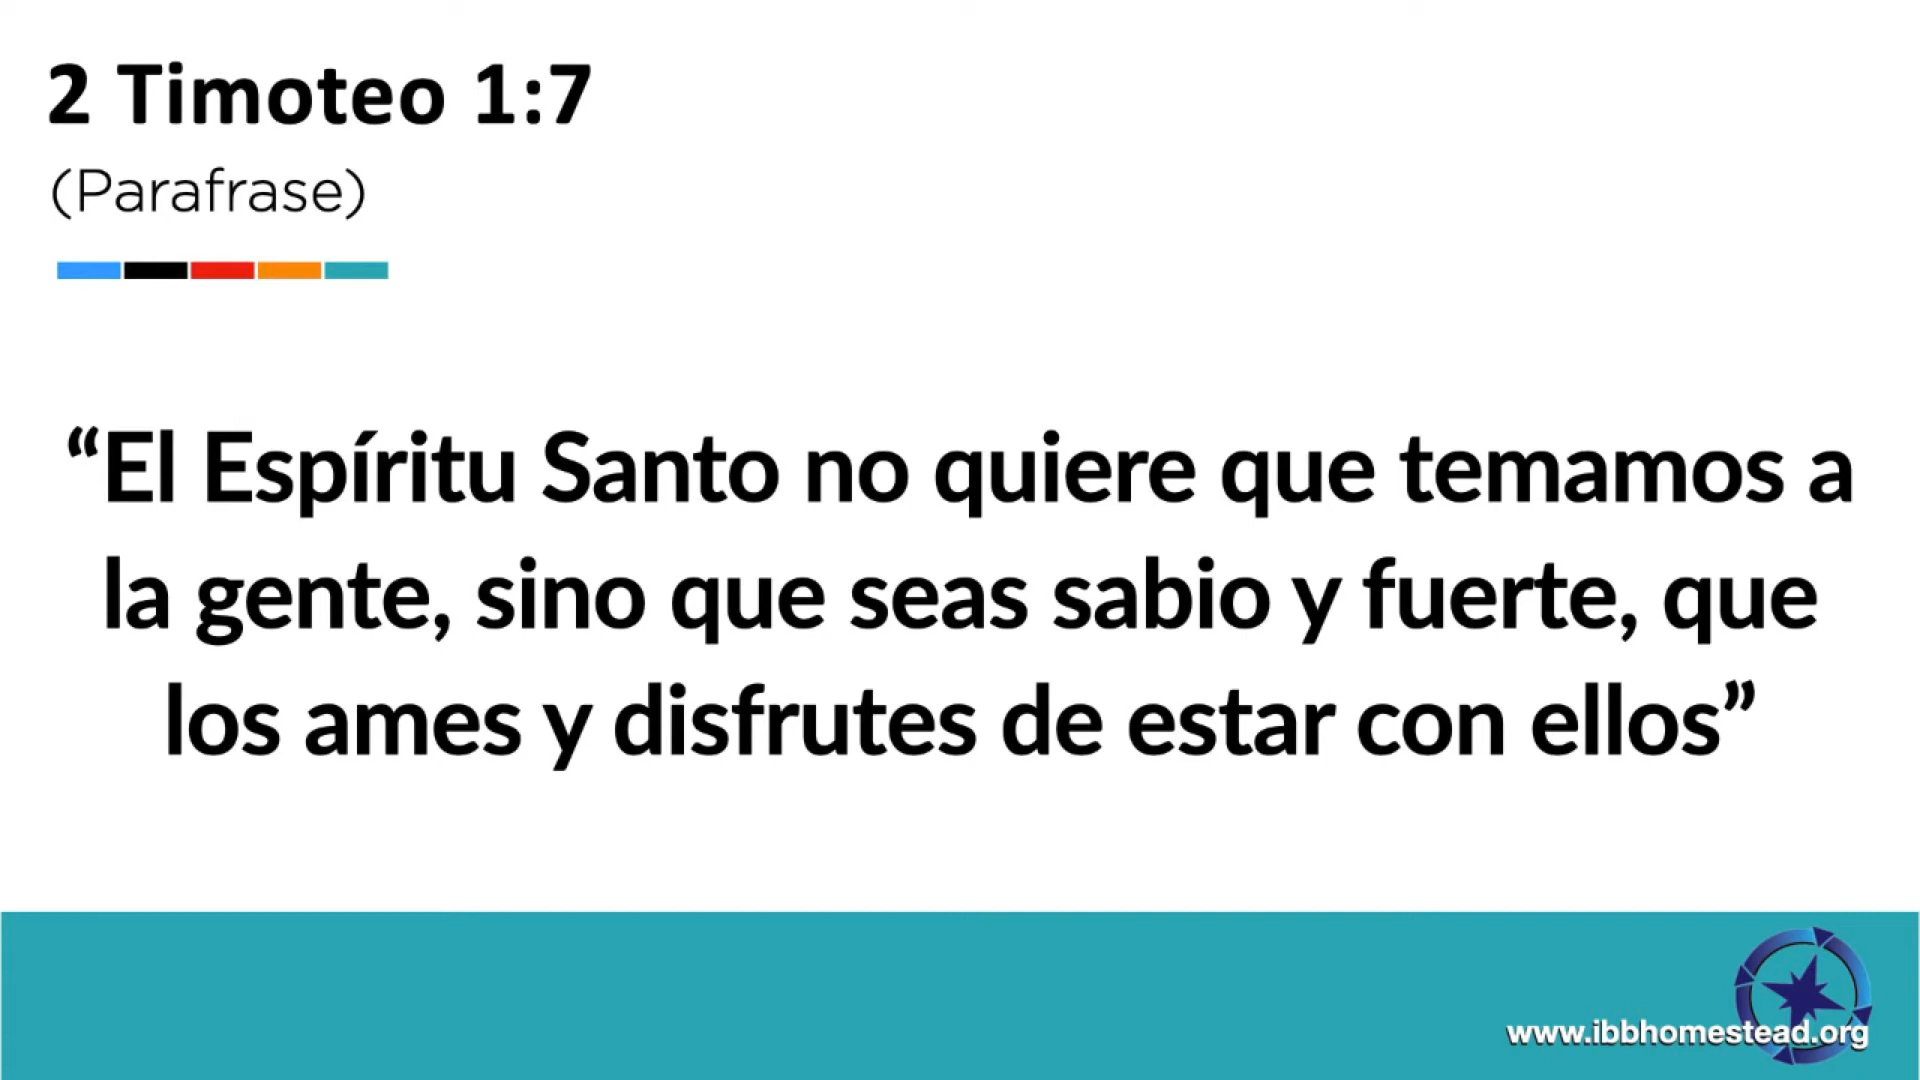 2 Timoteo 1:7
(Parafrase)
“El Espíritu Santo no quiere que temamos a
la gente, sino que seas sabio y fuerte, que
los ames y disfrutes de estar con ellos”
www.ibbhomestead.org